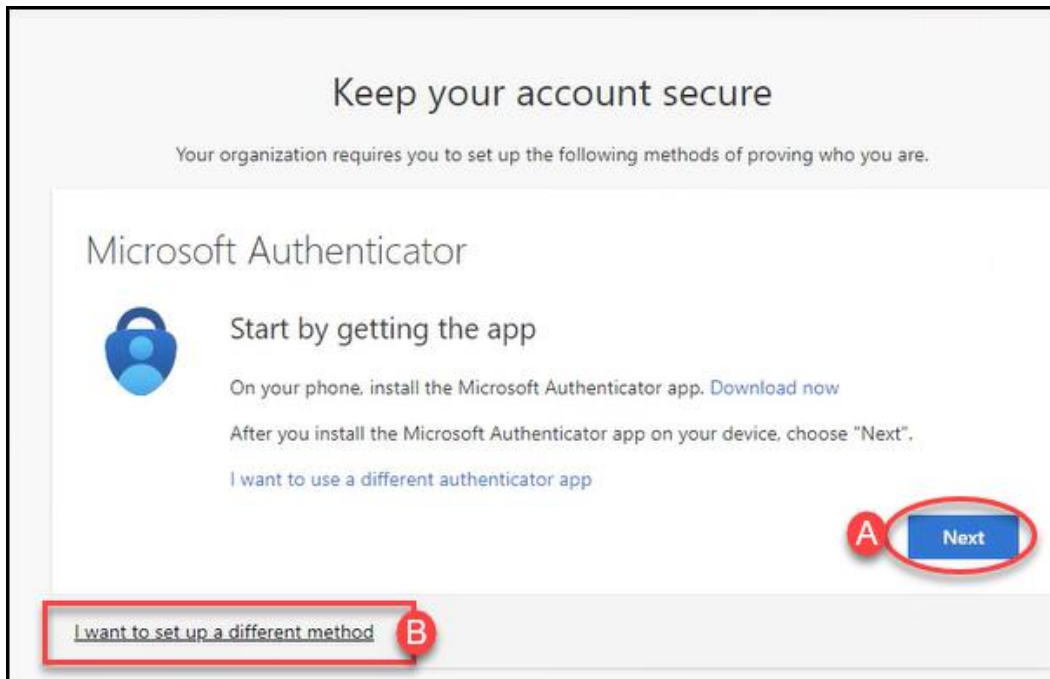 Keep your account secure
Your organization requires you to set up the following methods of proving who you are.
Microsoft Authenticator
Start by getting the app
On your phone, install the Microsoft Authenticator app. Download now
After you install the Microsoft Authenticator app on your device, choose "Next".
I want to use a different authenticator app
A Next
I want to set up a different method B